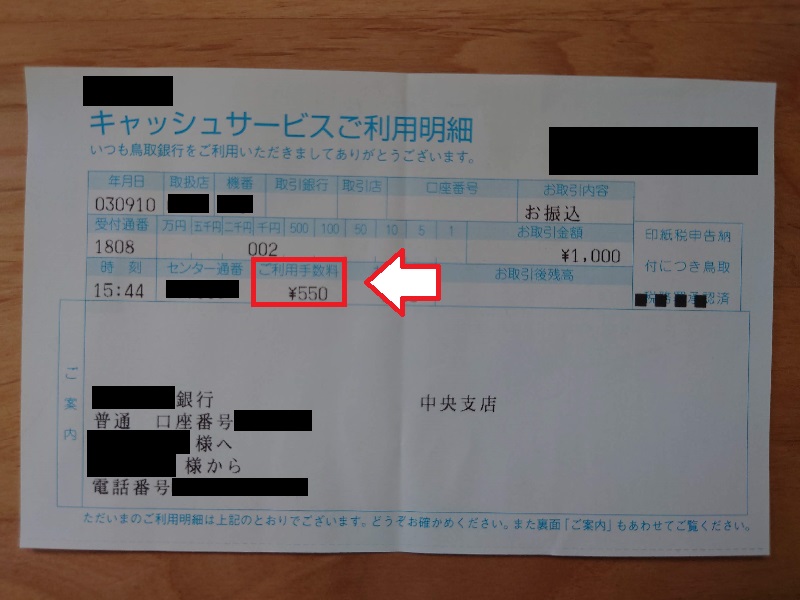 キャッシュサービスご利用明細
いつも鳥取銀行をご利用いただきましてありがとうございます。
年月日 取扱店 機番 取引銀行 取引店 口座番号 お取引内容
030910 お振込
受付通番 万円 五千円 二千円 千円 500 100 50 10 5 1 お取引金額
1808 002 ¥1,000
時刻 センター通番 ご利用手数料 お取引後残高
15:44 ¥550
印紙税申告納
付につき鳥取
承認済
ご案内
銀行 中央支店
普通 口座番号
様へ
様から
電話番号
ただいまのご利用明細は上記のとおりでございます。どうぞお確かめください。また裏面「ご案内」もあわせてご覧ください。